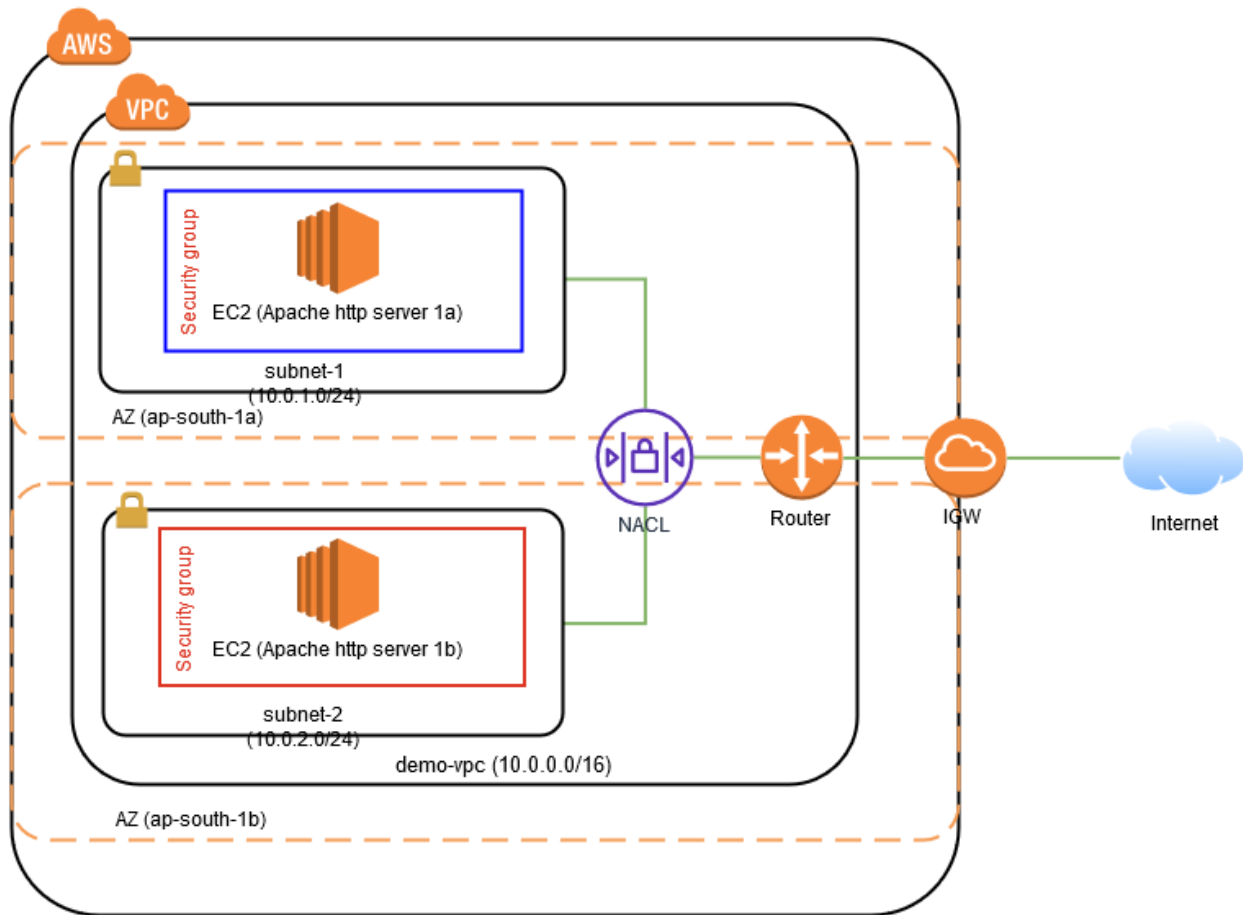 AWS
VPC
Security group
EC2 (Apache http server 1a)
subnet-1
(10.0.1.0/24)
AZ (ap-south-1a)
NACL
Router
IGW
Internet
Security group
EC2 (Apache http server 1b)
subnet-2
(10.0.2.0/24)
demo-vpc (10.0.0.0/16)
AZ (ap-south-1b)